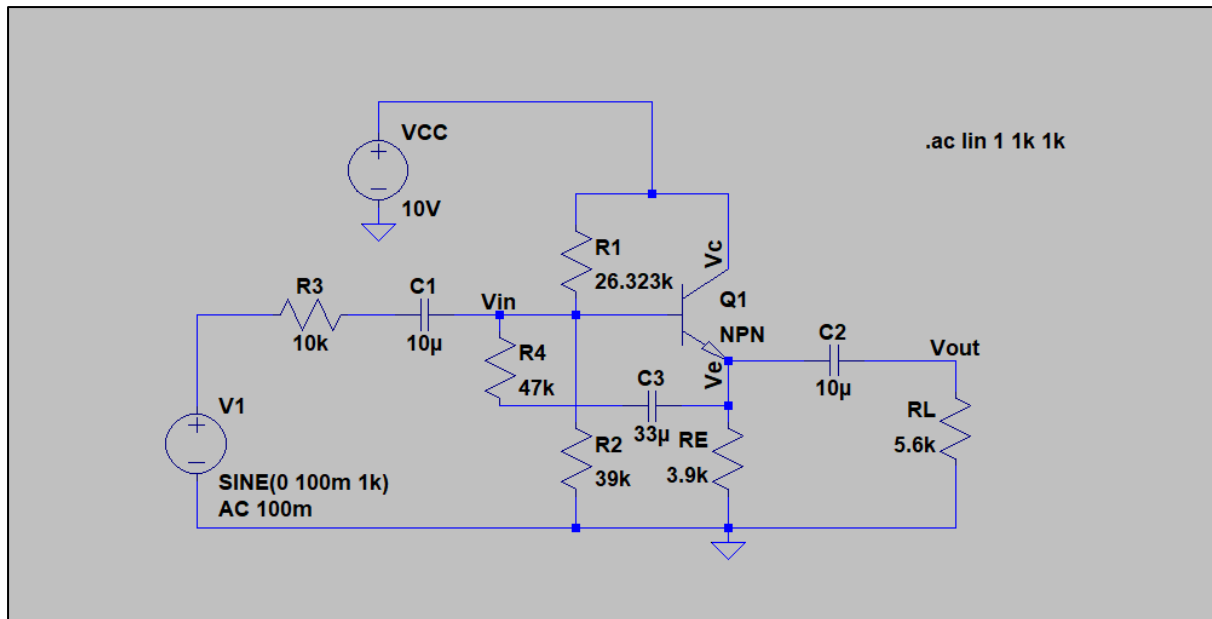 VCC
10V
.ac lin 1 1k 1k
R1
26.323k
Vc
R3
10k
C1
10µ
Vin
Q1
NPN
R4
47k
C3
33µ
Ve
C2
10µ
Vout
V1
SINE(0 100m 1k)
AC 100m
R2
39k
RE
3.9k
RL
5.6k